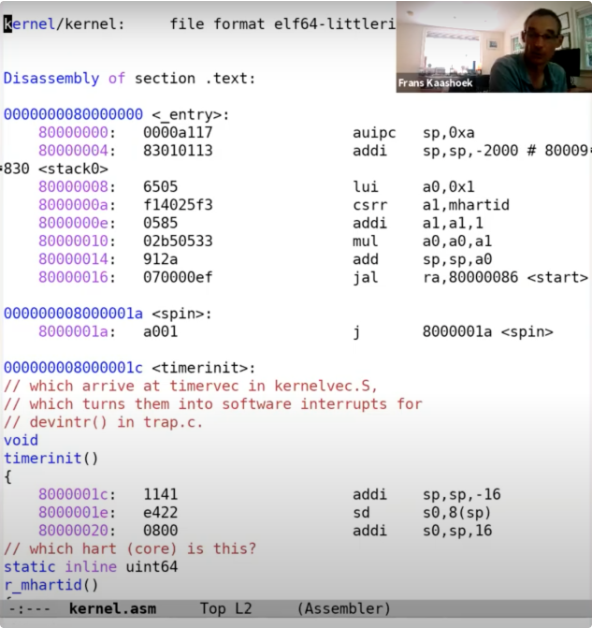 kernel/kernel:     file format elf64-littleri
Frans Kaashoek
Disassembly of section .text:
0000000080000000 <_entry>:
    80000000:   0000a117                auipc   sp,0xa
    80000004:   83010113                addi    sp,sp,-2000 # 80009
830 <stack0>
    80000008:   6505                    lui     a0,0x1
    8000000a:   f14025f3                csrr    a1,mhartid
    8000000e:   0585                    addi    a1,a1,1
    80000010:   02b50533                mul     a0,a0,a1
    80000014:   912a                    add     sp,sp,a0
    80000016:   070000ef                jal     ra,80000086 <start>
000000008000001a <spin>:
    8000001a:   a001                    j       8000001a <spin>
000000008000001c <timerinit>:
// which arrive at timervec in kernelvec.S,
// which turns them into software interrupts for
// devintr() in trap.c.
void
timerinit()
{
    8000001c:   1141                    addi    sp,sp,-16
    8000001e:   e422                    sd      s0,8(sp)
    80000020:   0800                    addi    s0,sp,16
// which hart (core) is this?
static inline uint64
r_mhartid()
-:---  kernel.asm     Top L2     (Assembler)